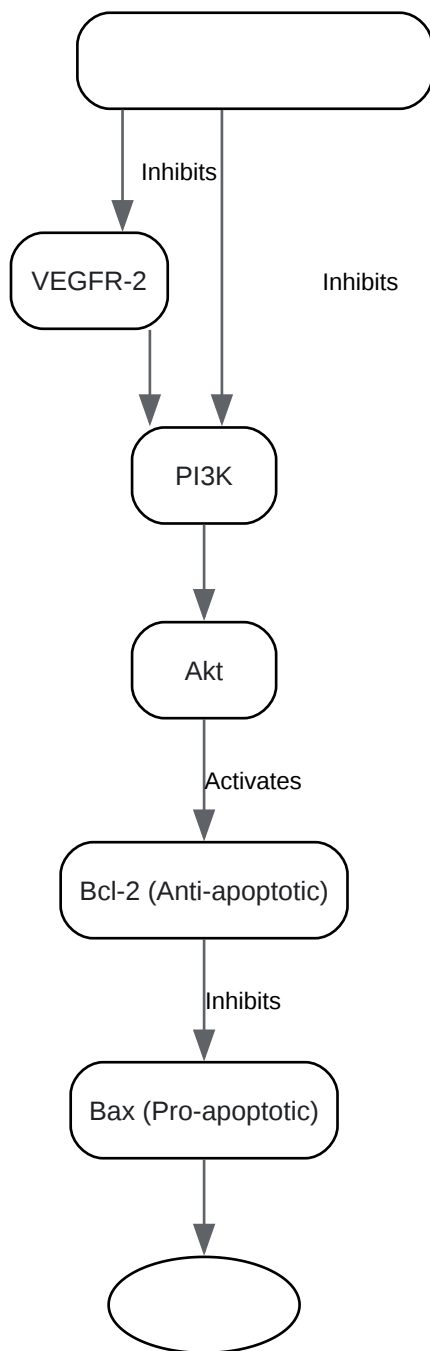 Inhibits
VEGFR-2
Inhibits
PI3K
Akt
Activates
Bcl-2 (Anti-apoptotic)
Inhibits
Bax (Pro-apoptotic)